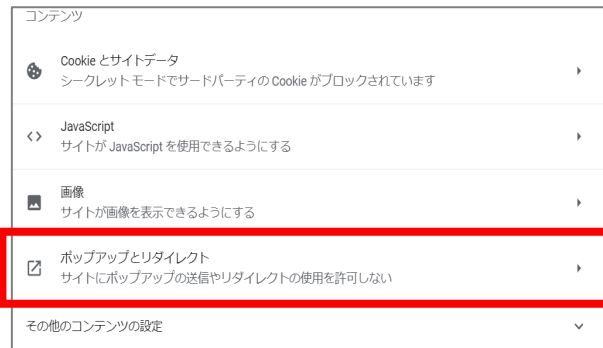 コンテンツ
Cookie とサイトデータ
シークレット モードでサードパーティの Cookie がブロックされています
JavaScript
サイトが JavaScript を使用できるようにする
画像
サイトが画像を表示できるようにする
ポップアップとリダイレクト
サイトにポップアップの送信やリダイレクトの使用を許可しない
その他のコンテンツの設定